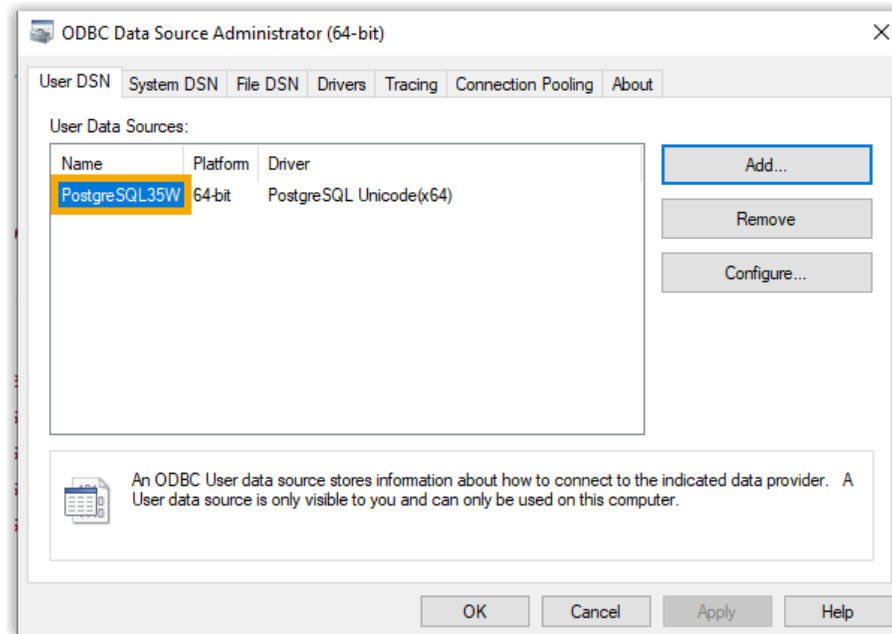 ODBC Data Source Administrator (64-bit)
User DSN System DSN File DSN Drivers Tracing Connection Pooling About
User Data Sources:
Name Platform Driver
PostgreSQL35W 64-bit PostgreSQL Unicode(x64)
Add...
Remove
Configure...
An ODBC User data source stores information about how to connect to the indicated data provider. A
User data source is only visible to you and can only be used on this computer.
OK Cancel Apply Help